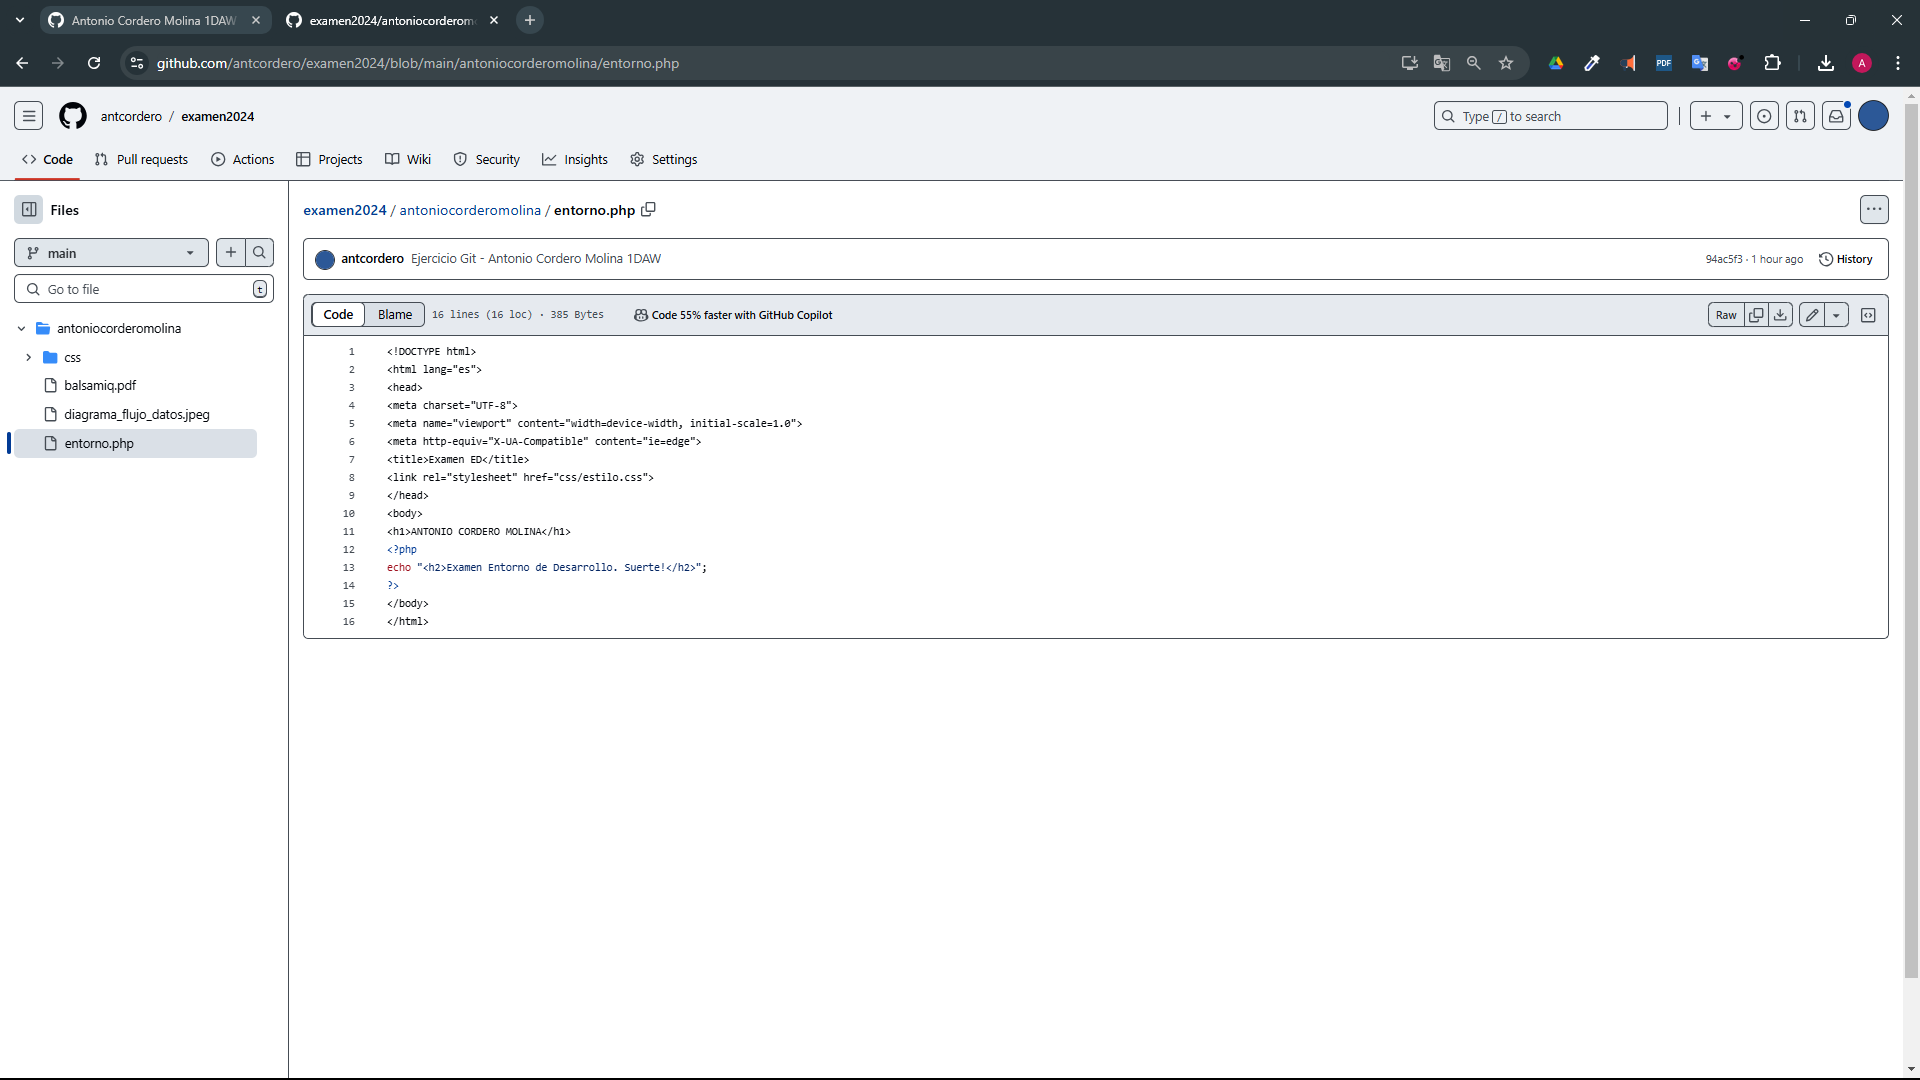 Antonio Cordero Molina 1DAW
examen2024/antoniocorderom
github.com/antcordero/examen2024/blob/main/antoniocorderomolina/entorno.php
PDF
A
antcordero / examen2024
Type / to search
Code
Pull requests
Actions
Projects
Wiki
Security
Insights
Settings
Files
main
Go to file
t
antoniocorderomolina
css
balsamiq.pdf
diagrama_flujo_datos.jpeg
entorno.php
examen2024 / antoniocorderomolina / entorno.php
antcordero Ejercicio Git - Antonio Cordero Molina 1DAW
94ac5f3 · 1 hour ago
History
Code Blame 16 lines (16 loc) · 385 Bytes
Code 55% faster with GitHub Copilot
Raw
1 <!DOCTYPE html>
2 <html lang="es">
3 <head>
4 <meta charset="UTF-8">
5 <meta name="viewport" content="width=device-width, initial-scale=1.0">
6 <meta http-equiv="X-UA-Compatible" content="ie=edge">
7 <title>Examen ED</title>
8 <link rel="stylesheet" href="css/estilo.css">
9 </head>
10 <body>
11 <h1>ANTONIO CORDERO MOLINA</h1>
12 <?php
13 echo "<h2>Examen Entorno de Desarrollo. Suerte!</h2>";
14 ?>
15 </body>
16 </html>